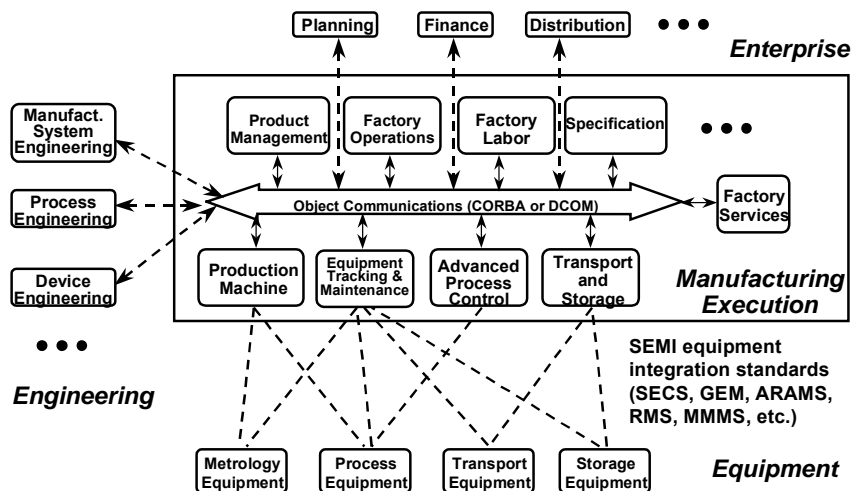 Planning
Finance
Distribution
Enterprise
Manufact.
System
Engineering
Product
Management
Factory
Operations
Factory
Labor
Specification
Process
Engineering
Object Communications (CORBA or DCOM)
Factory
Services
Device
Engineering
Production
Machine
Equipment
Tracking &
Maintenance
Advanced
Process
Control
Transport
and
Storage
Manufacturing
Execution
Engineering
SEMI equipment
integration standards
(SECS, GEM, ARAMS,
RMS, MMMS, etc.)
Metrology
Equipment
Process
Equipment
Transport
Equipment
Storage
Equipment
Equipment